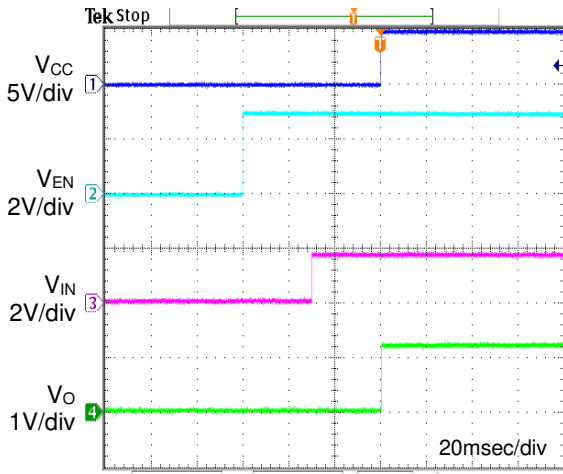 Tek Stop
T
T
VCC
5V/div
1
VEN
2V/div
2
VIN
2V/div
3
VO
1V/div
4
20msec/div